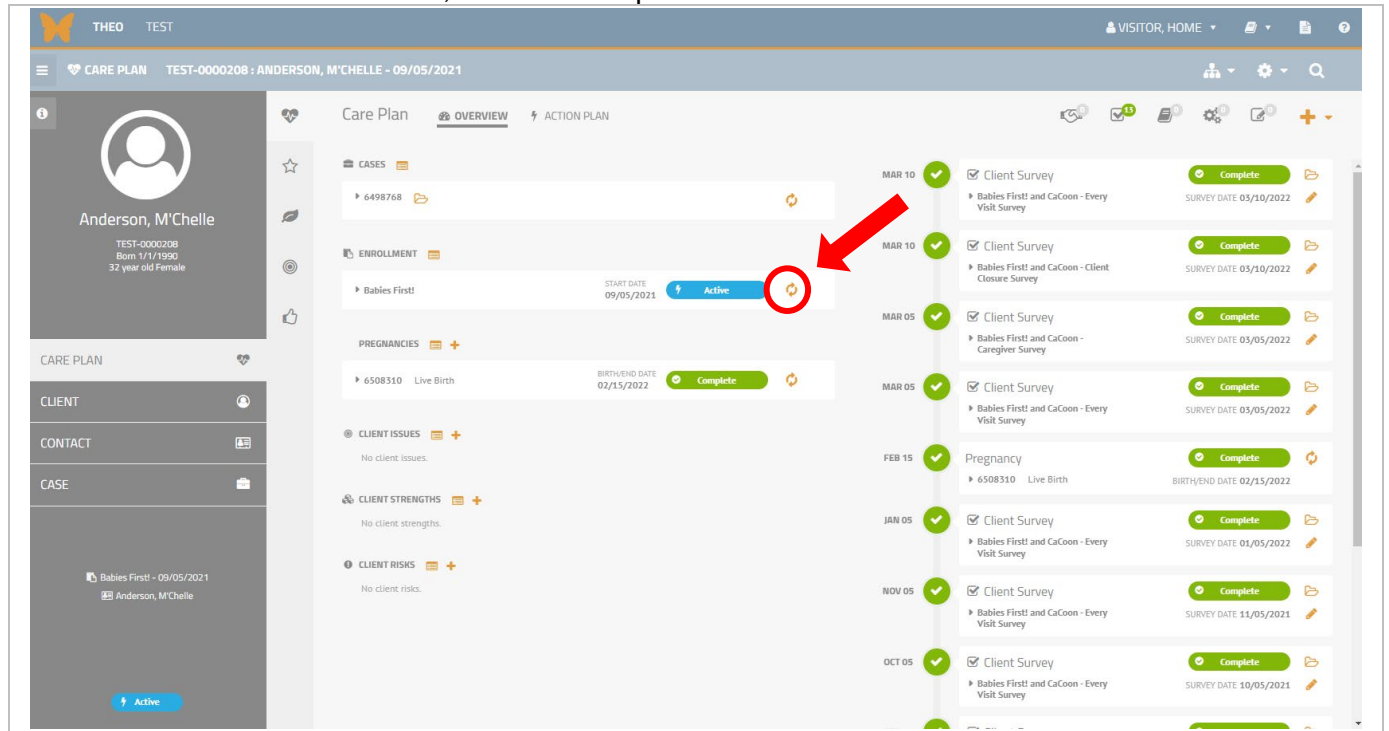 THEO TEST
VISITOR, HOME
CARE PLAN TEST-0000208 : ANDERSON, M'CHELLE - 09/05/2021
Anderson, M'Chelle
TEST-0000208
Born 1/1/1990
32 year old Female
CARE PLAN
CLIENT
CONTACT
CASE
Babies First! - 09/05/2021
Anderson, M'Chelle
Active
Care Plan OVERVIEW ACTION PLAN
0 13 0 0 0
CASES
6498768
ENROLLMENT
Babies First!
START DATE
09/05/2021
Active
PREGNANCIES
6508310 Live Birth
BIRTH/END DATE
02/15/2022
Complete
CLIENT ISSUES
No client issues.
CLIENT STRENGTHS
No client strengths.
CLIENT RISKS
No client risks.
MAR 10 Client Survey Complete
Babies First! and CaCoon - Every
Visit Survey
SURVEY DATE 03/10/2022
MAR 10 Client Survey Complete
Babies First! and CaCoon - Client
Closure Survey
SURVEY DATE 03/10/2022
MAR 05 Client Survey Complete
Babies First! and CaCoon -
Caregiver Survey
SURVEY DATE 03/05/2022
MAR 05 Client Survey Complete
Babies First! and CaCoon - Every
Visit Survey
SURVEY DATE 03/05/2022
FEB 15 Pregnancy Complete
6508310 Live Birth
BIRTH/END DATE 02/15/2022
JAN 05 Client Survey Complete
Babies First! and CaCoon - Every
Visit Survey
SURVEY DATE 01/05/2022
NOV 05 Client Survey Complete
Babies First! and CaCoon - Every
Visit Survey
SURVEY DATE 11/05/2021
OCT 05 Client Survey Complete
Babies First! and CaCoon - Every
Visit Survey
SURVEY DATE 10/05/2021